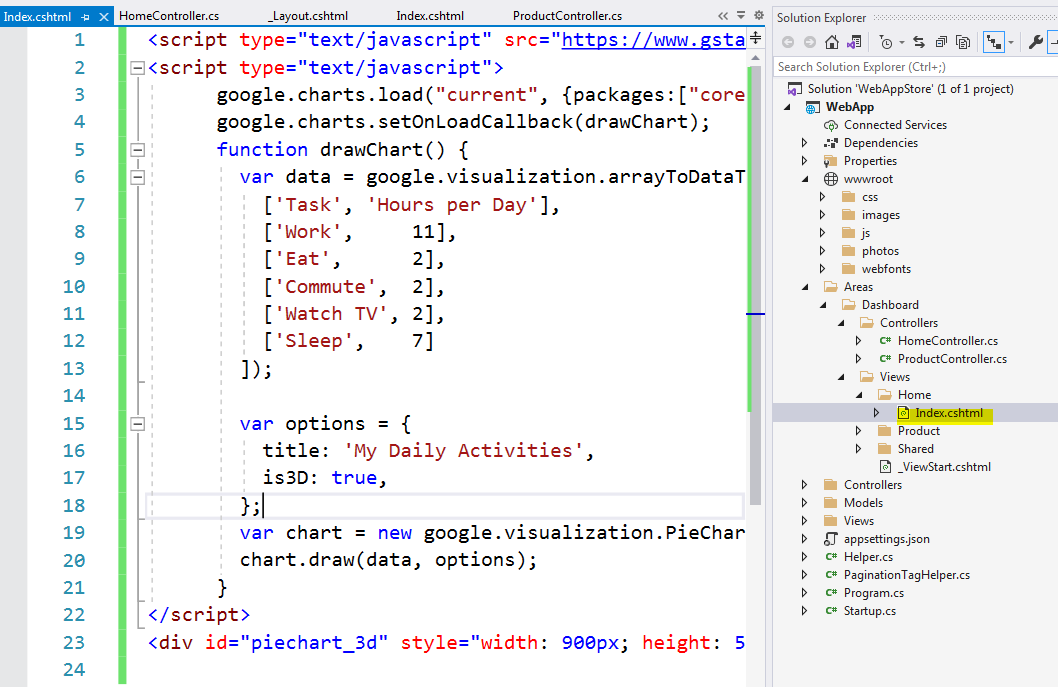 Index.cshtml
HomeController.cs
_Layout.cshtml
Index.cshtml
ProductController.cs
1 <script type="text/javascript" src="https://www.gsta
2 <script type="text/javascript">
3 google.charts.load("current", {packages:["core
4 google.charts.setOnLoadCallback(drawChart);
5 function drawChart() {
6 var data = google.visualization.arrayToDataT
7 ['Task', 'Hours per Day'],
8 ['Work', 11],
9 ['Eat', 2],
10 ['Commute', 2],
11 ['Watch TV', 2],
12 ['Sleep', 7]
13 ]);
14
15 var options = {
16 title: 'My Daily Activities',
17 is3D: true,
18 };
19 var chart = new google.visualization.PieChar
20 chart.draw(data, options);
21 }
22 </script>
23 <div id="piechart_3d" style="width: 900px; height: 5
24
Solution Explorer
Search Solution Explorer (Ctrl+;)
Solution 'WebAppStore' (1 of 1 project)
WebApp
Connected Services
Dependencies
Properties
wwwroot
css
images
js
photos
webfonts
Areas
Dashboard
Controllers
C# HomeController.cs
C# ProductController.cs
Views
Home
Index.cshtml
Product
Shared
_ViewStart.cshtml
Controllers
Models
Views
appsettings.json
C# Helper.cs
C# PaginationTagHelper.cs
C# Program.cs
C# Startup.cs